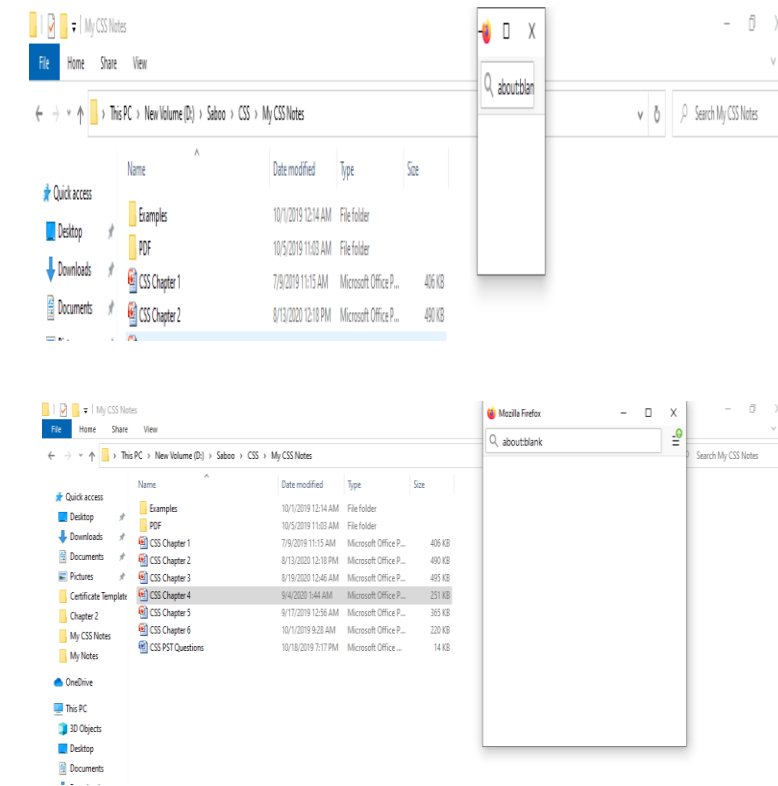 My CSS Notes
File Home Share View
about:blan
This PC > New Volume (D:) > Saboo > CSS > My CSS Notes
Search My CSS Notes
Name Date modified Type Size
Quick access
Examples 10/1/2019 12:14 AM File folder
Desktop
PDF 10/5/2019 11:03 AM File folder
Downloads
CSS Chapter 1 7/9/2019 11:15 AM Microsoft Office P... 406 KB
Documents
CSS Chapter 2 8/13/2020 12:18 PM Microsoft Office P... 490 KB
My CSS Notes
Mozilla Firefox
File Home Share View
about:blank
This PC > New Volume (D:) > Saboo > CSS > My CSS Notes
Search My CSS Notes
Name Date modified Type Size
Quick access
Examples 10/1/2019 12:14 AM File folder
Desktop
PDF 10/5/2019 11:03 AM File folder
Downloads
CSS Chapter 1 7/9/2019 11:15 AM Microsoft Office P... 406 KB
Documents
CSS Chapter 2 8/13/2020 12:18 PM Microsoft Office P... 490 KB
Pictures
CSS Chapter 3 8/19/2020 12:46 AM Microsoft Office P... 495 KB
Certificate Template
CSS Chapter 4 9/4/2020 1:44 AM Microsoft Office P... 251 KB
Chapter 2
CSS Chapter 5 9/17/2019 12:56 AM Microsoft Office P... 365 KB
My CSS Notes
CSS Chapter 6 10/1/2019 9:28 AM Microsoft Office P... 220 KB
My Notes
CSS PST Questions 10/18/2019 7:17 PM Microsoft Office ... 14 KB
OneDrive
This PC
3D Objects
Desktop
Documents